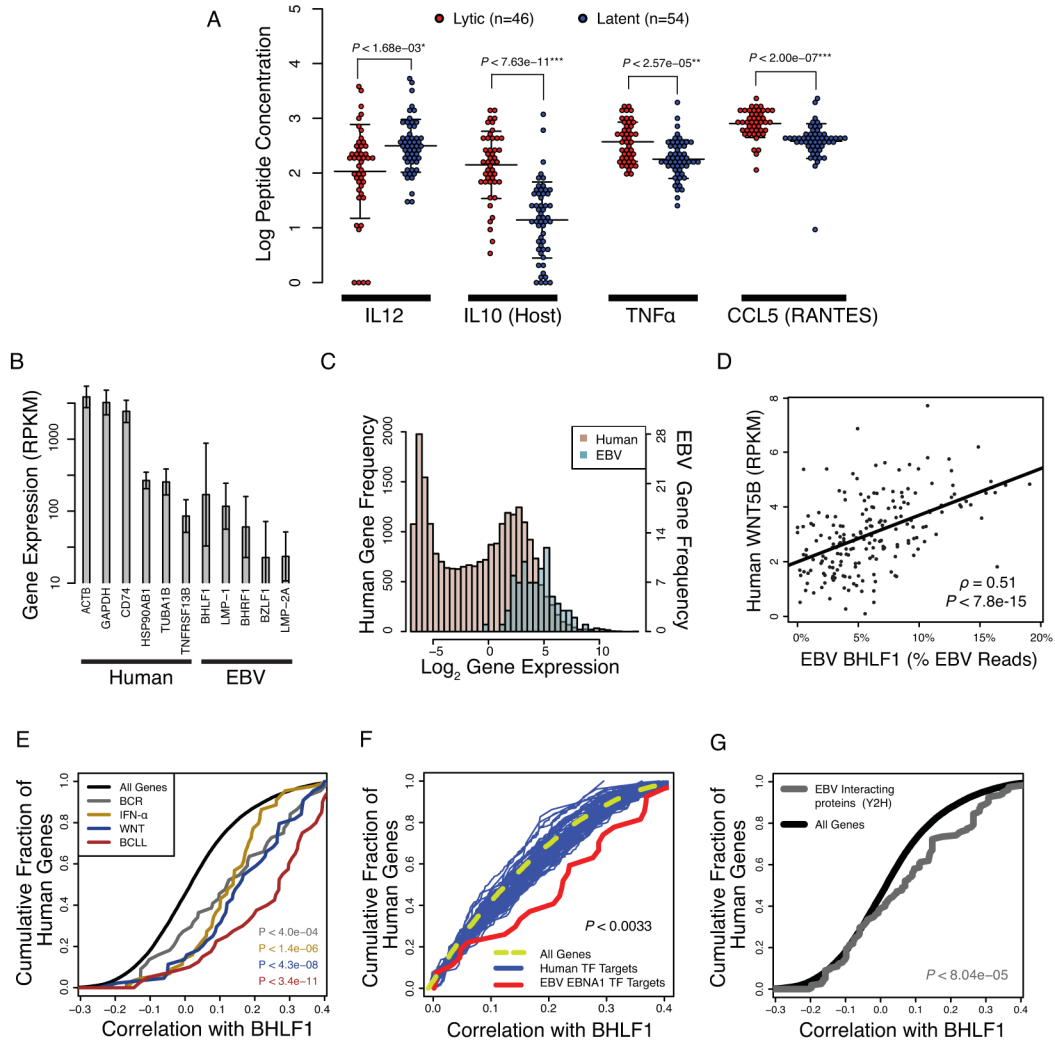 A
Lytic (n=46)
Latent (n=54)
Log Peptide Concentration
5
4
3
2
1
0
P < 1.68e−03*
P < 7.63e−11***
P < 2.57e−05**
P < 2.00e−07***
IL12
IL10 (Host)
TNFα
CCL5 (RANTES)
B
Gene Expression (RPKM)
1000
100
10
ACTB
GAPDH
CD74
HSP90AB1
TUBA1B
TNFRSF13B
BHLF1
LMP−1
BHRF1
BZLF1
LMP−2A
Human
EBV
C
Human Gene Frequency
2000
1500
1000
500
0
Human
EBV
EBV Gene Frequency
28
21
14
7
0
−5
0
5
10
Log2 Gene Expression
D
Human WNT5B (RPKM)
8
6
4
2
0
ρ = 0.51
P < 7.8e-15
0%
5%
10%
15%
20%
EBV BHLF1 (% EBV Reads)
E
Cumulative Fraction of
Human Genes
1.0
0.8
0.6
0.4
0.2
0.0
All Genes
BCR
IFN-α
WNT
BCLL
P < 4.0e−04
P < 1.4e−06
P < 4.3e−08
P < 3.4e−11
−0.3
−0.2
−0.1
0.0
0.1
0.2
0.3
0.4
Correlation with BHLF1
F
Cumulative Fraction of
Human Genes
1.0
0.8
0.6
0.4
0.2
0.0
P < 0.0033
All Genes
Human TF Targets
EBV EBNA1 TF Targets
0.0
0.1
0.2
0.3
0.4
Correlation with BHLF1
G
Cumulative Fraction of
Human Genes
1.0
0.8
0.6
0.4
0.2
0.0
EBV Interacting
proteins (Y2H)
All Genes
P < 8.04e−05
−0.3
−0.2
−0.1
0.0
0.1
0.2
0.3
0.4
Correlation with BHLF1